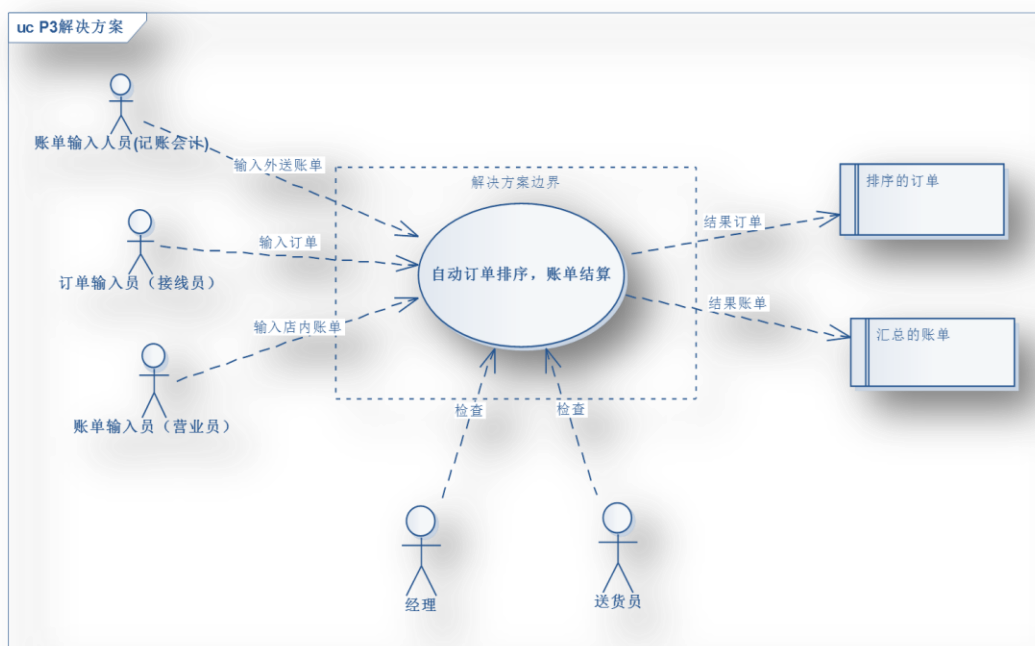 uc P3解决方案
账单输入人员(记账会计)
输入外送账单
解决方案边界
排序的订单
结果订单
输入订单
订单输入员（接线员）
自动订单排序，账单结算
结果账单
输入店内账单
汇总的账单
账单输入员（营业员）
检查
检查
经理
送货员